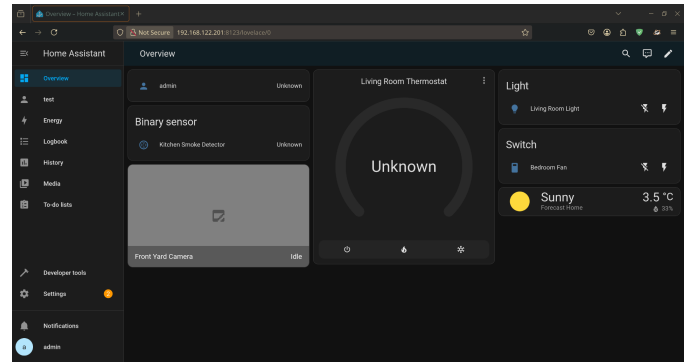 Overview – Home Assistant
Not Secure 192.168.122.201:8123/lovelace/0
Home Assistant
Overview
Overview
test
Energy
Logbook
History
Media
To-do lists
Developer tools
Settings
2
Notifications
a
admin
admin
Unknown
Binary sensor
Kitchen Smoke Detector
Unknown
Front Yard Camera
Idle
Living Room Thermostat
Unknown
Light
Living Room Light
Switch
Bedroom Fan
Sunny
3.5 °C
Forecast Home
33%